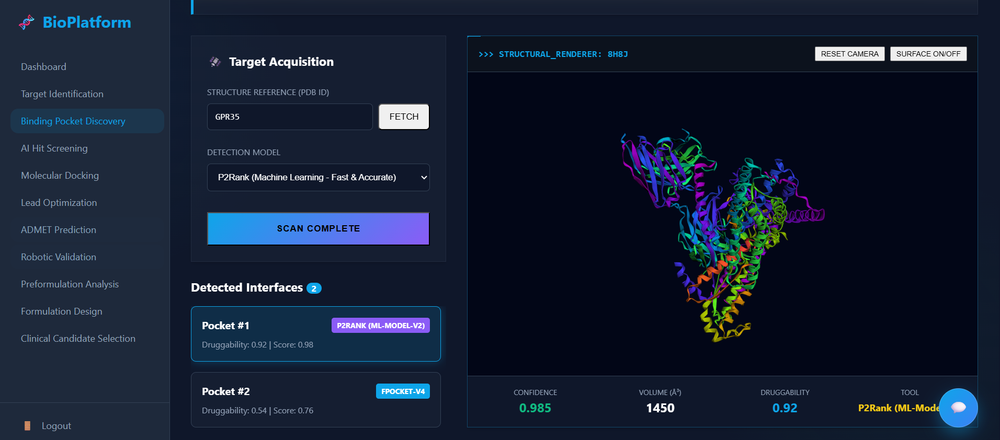 BioPlatform
Dashboard
Target Identification
Binding Pocket Discovery
AI Hit Screening
Molecular Docking
Lead Optimization
ADMET Prediction
Robotic Validation
Preformulation Analysis
Formulation Design
Clinical Candidate Selection
Logout
Target Acquisition
STRUCTURE REFERENCE (PDB ID)
GPR35
FETCH
DETECTION MODEL
P2Rank (Machine Learning - Fast & Accurate)
SCAN COMPLETE
Detected Interfaces 2
Pocket #1
P2RANK (ML-MODEL-V2)
Druggability: 0.92 | Score: 0.98
Pocket #2
FPOCKET-V4
Druggability: 0.54 | Score: 0.76
>>> STRUCTURAL_RENDERER: 8H8J
RESET CAMERA
SURFACE ON/OFF
CONFIDENCE
0.985
VOLUME (Å³)
1450
DRUGGABILITY
0.92
TOOL
P2Rank (ML-Mode